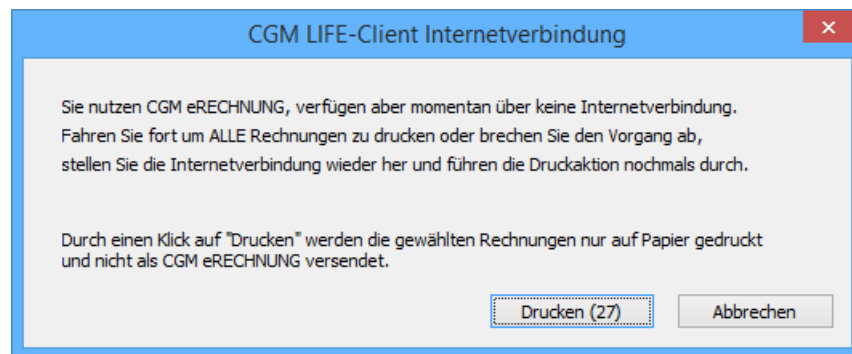 CGM LIFE-Client Internetverbindung
Sie nutzen CGM eRECHNUNG, verfügen aber momentan über keine Internetverbindung.
Fahren Sie fort um ALLE Rechnungen zu drucken oder brechen Sie den Vorgang ab,
stellen Sie die Internetverbindung wieder her und führen die Druckaktion nochmals durch.
Durch einen Klick auf "Drucken" werden die gewählten Rechnungen nur auf Papier gedruckt
und nicht als CGM eRECHNUNG versendet.
Drucken (27)
Abbrechen